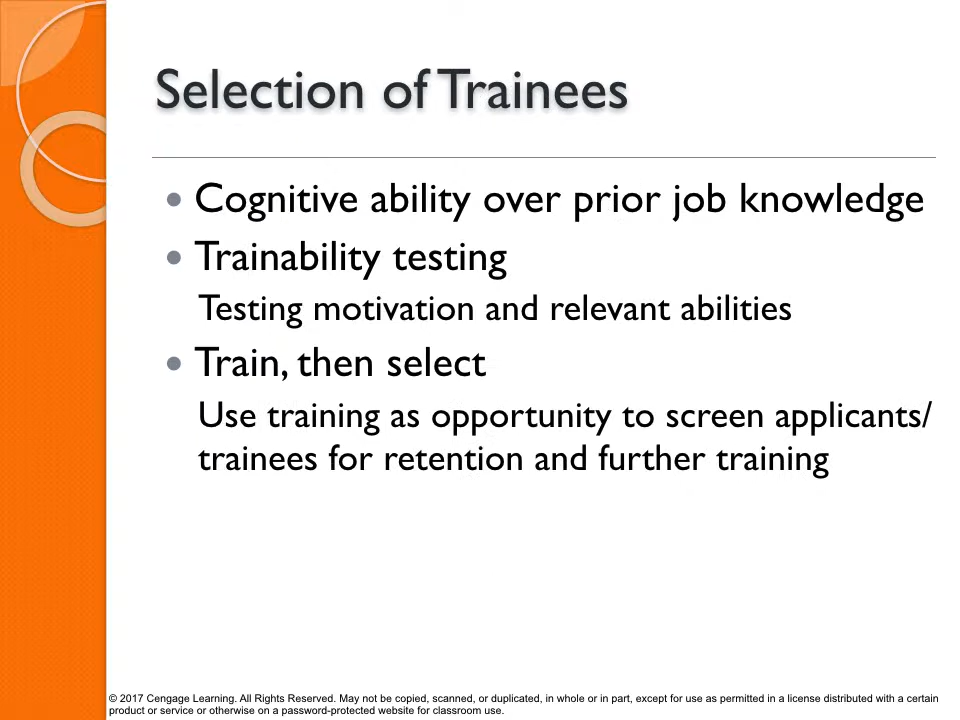 Selection of Trainees
• Cognitive ability over prior job knowledge
• Trainability testing
Testing motivation and relevant abilities
• Train, then select
Use training as opportunity to screen applicants/
trainees for retention and further training
© 2017 Cengage Learning. All Rights Reserved. May not be copied, scanned, or duplicated, in whole or in part, except for use as permitted in a license distributed with a certain
product or service or otherwise on a password-protected website for classroom use.